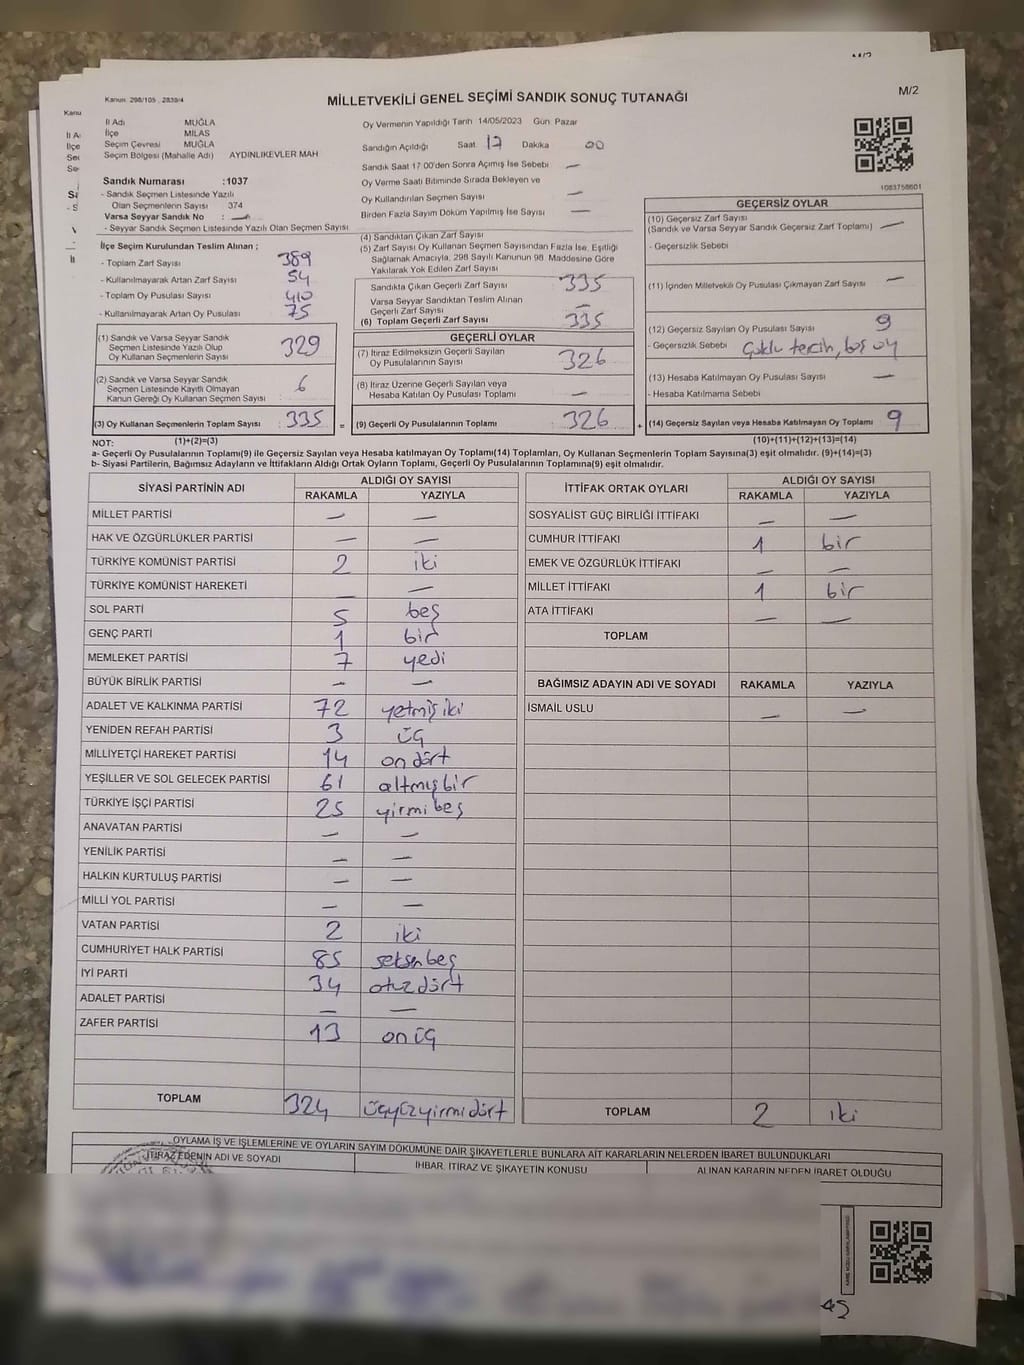 M/2
Kanun: 298/105 , 2839/4
MİLLETVEKİLİ GENEL SEÇİMİ SANDIK SONUÇ TUTANAĞI
İl Adı MUĞLA
İlçe MİLAS
Seçim Çevresi MUĞLA
Seçim Bölgesi (Mahalle Adı) AYDINLIKEVLER MAH
Sandık Numarası :1037
- Sandık Seçmen Listesinde Yazılı
Olan Seçmenlerin Sayısı 374
Varsa Seyyar Sandık No : —
- Seyyar Sandık Listesinde Yazılı Olan Seçmen Sayısı
Oy Vermenin Yapıldığı Tarih 14/05/2023 Gün: Pazar
Sandığın Açıldığı Saat 17 Dakika 00
Sandık Saat 17:00'den Sonra Açımış İse Sebebi —
Oy Verme Saati Bitiminde Sırada Bekleyen ve
Oy Kullandırılan Seçmen Sayısı —
Birden Fazla Sayım Döküm Yapılmış İse Sayısı —
1083758601
İlçe Seçim Kurulundan Teslim Alınan ;
- Toplam Zarf Sayısı 389
- Kullanılmayarak Artan Zarf Sayısı 54
- Toplam Oy Pusulası Sayısı 410
- Kullanılmayarak Artan Oy Pusulası 75
(1) Sandık ve Varsa Seyyar Sandık
Seçmen Listesinde Yazılı Olup
Oy Kullanan Seçmenlerin Sayısı 329
(2) Sandık ve Varsa Seyyar Sandık
Seçmen Listesinde Kayıtlı Olmayan
Kanun Gereği Oy Kullanan Seçmen Sayısı : 6
(3) Oy Kullanan Seçmenlerin Toplam Sayısı : 335 =
(4) Sandıktan Çıkan Zarf Sayısı
(5) Zarf Sayısı Oy Kullanan Seçmen Sayısından Fazla İse, Eşitliği
Sağlamak Amacıyla, 298 Sayılı Kanunun 98. Maddesine Göre
Yakılarak Yok Edilen Zarf Sayısı
Sandıkta Çıkan Geçerli Zarf Sayısı 335
Varsa Seyyar Sandıktan Teslim Alınan
Geçerli Zarf Sayısı —
(6) Toplam Geçerli Zarf Sayısı 335
GEÇERLİ OYLAR
(7) İtiraz Edilmeksizin Geçerli Sayılan
Oy Pusulalarının Sayısı 326
(8) İtiraz Üzerine Geçerli Sayılan veya
Hesaba Katılan Oy Pusulası Toplamı —
(9) Geçerli Oy Pusulalarının Toplamı 326 +
GEÇERSİZ OYLAR
(10) Geçersiz Zarf Sayısı
(Sandık ve Varsa Seyyar Sandık Geçersiz Zarf Toplamı) —
- Geçersizlik Sebebi
(11) İçinden Milletvekili Oy Pusulası Çıkmayan Zarf Sayısı —
(12) Geçersiz Sayılan Oy Pusulası Sayısı 9
- Geçersizlik Sebebi Çoklu tercih, boş oy
(13) Hesaba Katılmayan Oy Pusulası Sayısı —
- Hesaba Katılmama Sebebi
(14) Geçersiz Sayılan veya Hesaba Katılmayan Oy Toplamı 9
NOT: (1)+(2)=(3) (10)+(11)+(12)+(13)=(14)
a- Geçerli Oy Pusulalarının Toplamı(9) ile Geçersiz Sayılan veya Hesaba katılmayan Oy Toplamı(14) Toplamları, Oy Kullanan Seçmenlerin Toplam Sayısına(3) eşit olmalıdır. (9)+(14)=(3)
b- Siyasi Partilerin, Bağımsız Adayların ve İttifakların Aldığı Ortak Oyların Toplamı, Geçerli Oy Pusulalarının Toplamına(9) eşit olmalıdır.
SİYASİ PARTİNİN ADI ALDIĞI OY SAYISI
RAKAMLA YAZIYLA
MİLLET PARTİSİ — —
HAK VE ÖZGÜRLÜKLER PARTİSİ — —
TÜRKİYE KOMÜNİST PARTİSİ 2 iki
TÜRKİYE KOMÜNİST HAREKETİ — —
SOL PARTİ 5 beş
GENÇ PARTİ 1 bir
MEMLEKET PARTİSİ 7 yedi
BÜYÜK BİRLİK PARTİSİ — —
ADALET VE KALKINMA PARTİSİ 72 yetmiş iki
YENİDEN REFAH PARTİSİ 3 üç
MİLLİYETÇİ HAREKET PARTİSİ 14 on dört
YEŞİLLER VE SOL GELECEK PARTİSİ 61 altmış bir
TÜRKİYE İŞÇİ PARTİSİ 25 yirmi beş
ANAVATAN PARTİSİ — —
YENİLİK PARTİSİ — —
HALKIN KURTULUŞ PARTİSİ — —
MİLLİ YOL PARTİSİ — —
VATAN PARTİSİ 2 iki
CUMHURİYET HALK PARTİSİ 85 seksen beş
İYİ PARTİ 34 otuz dört
ADALET PARTİSİ — —
ZAFER PARTİSİ 13 on üç
TOPLAM 324 üçyüzyirmidört
İTTİFAK ORTAK OYLARI ALDIĞI OY SAYISI
RAKAMLA YAZIYLA
SOSYALİST GÜÇ BİRLİĞİ İTTİFAKI — —
CUMHUR İTTİFAKI 1 bir
EMEK VE ÖZGÜRLÜK İTTİFAKI — —
MİLLET İTTİFAKI 1 bir
ATA İTTİFAKI — —
TOPLAM
BAĞIMSIZ ADAYIN ADI VE SOYADI RAKAMLA YAZIYLA
İSMAİL USLU — —
TOPLAM 2 iki
OYLAMA İŞ VE İŞLEMLERİNE VE OYLARIN SAYIM DÖKÜMÜNE DAİR ŞİKAYETLERLE BUNLARA AİT KARARLARIN NELERDEN İBARET BULUNDUKLARI
İTİRAZ EDENİN ADI VE SOYADI İHBAR, İTİRAZ VE ŞİKAYETİN KONUSU ALINAN KARARIN NEDEN İBARET OLDUĞU